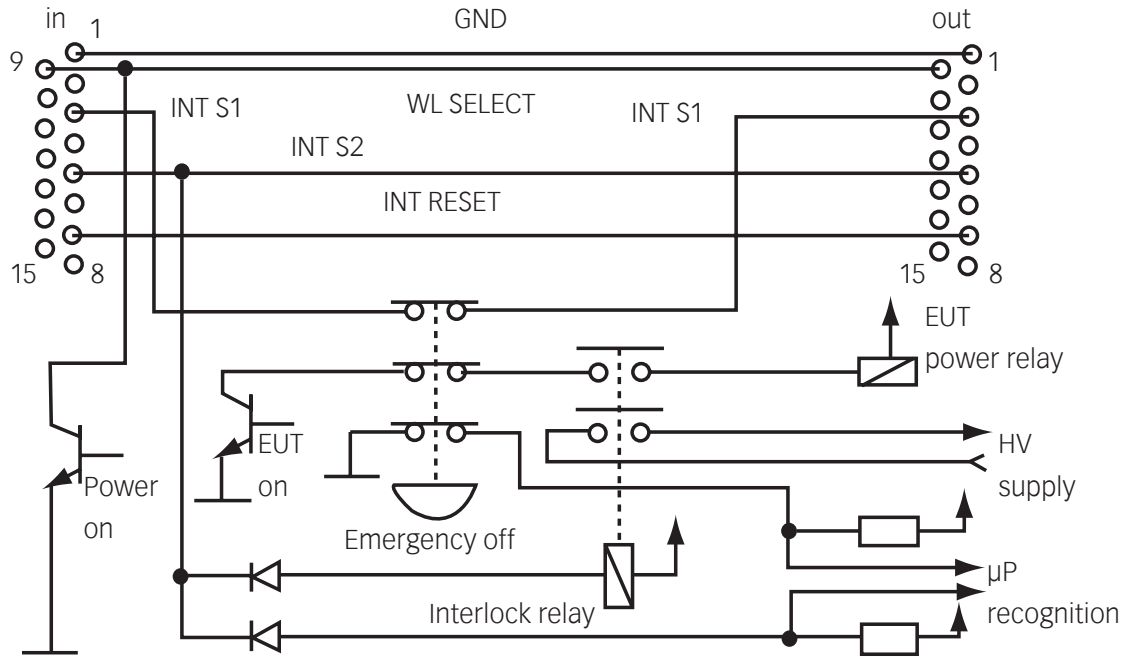 in
GND
out
1
9
1
INT S1
WL SELECT
INT S1
INT S2
INT RESET
15
8
15
8
EUT
power relay
EUT
on
HV
supply
Power
on
Emergency off
Interlock relay
µP
recognition